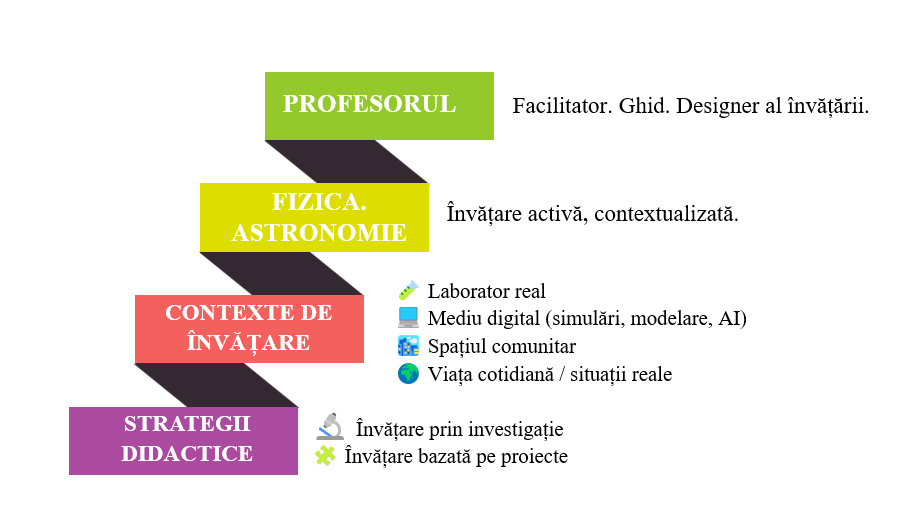 PROFESORUL
Facilitator. Ghid. Designer al învățării.
FIZICA.
ASTRONOMIE
Învățare activă, contextualizată.
CONTEXTE DE
ÎNVĂȚARE
Laborator real
Mediu digital (simulări, modelare, AI)
Spațiul comunitar
Viața cotidiană / situații reale
STRATEGII
DIDACTICE
Învățare prin investigație
Învățare bazată pe proiecte